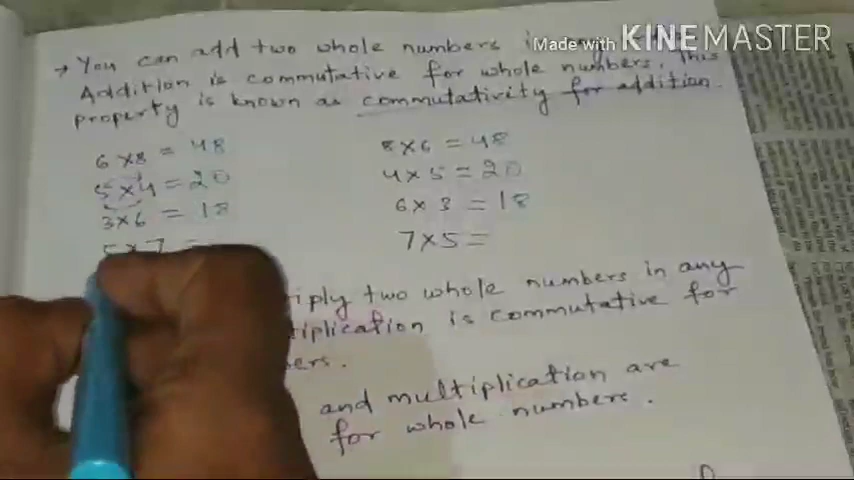 → You can add two whole numbers
Made with KINEMASTER
Addition is commutative for whole numbers. This
property is known as commutativity for addition.
6 × 8 = 48 8 × 6 = 48
5 × 4 = 20 4 × 5 = 20
3 × 6 = 18 6 × 3 = 18
5 × 7 = 7 × 5 =
iply two whole numbers in any
tiplication is commutative for
ers.
and multiplication are
for whole numbers.